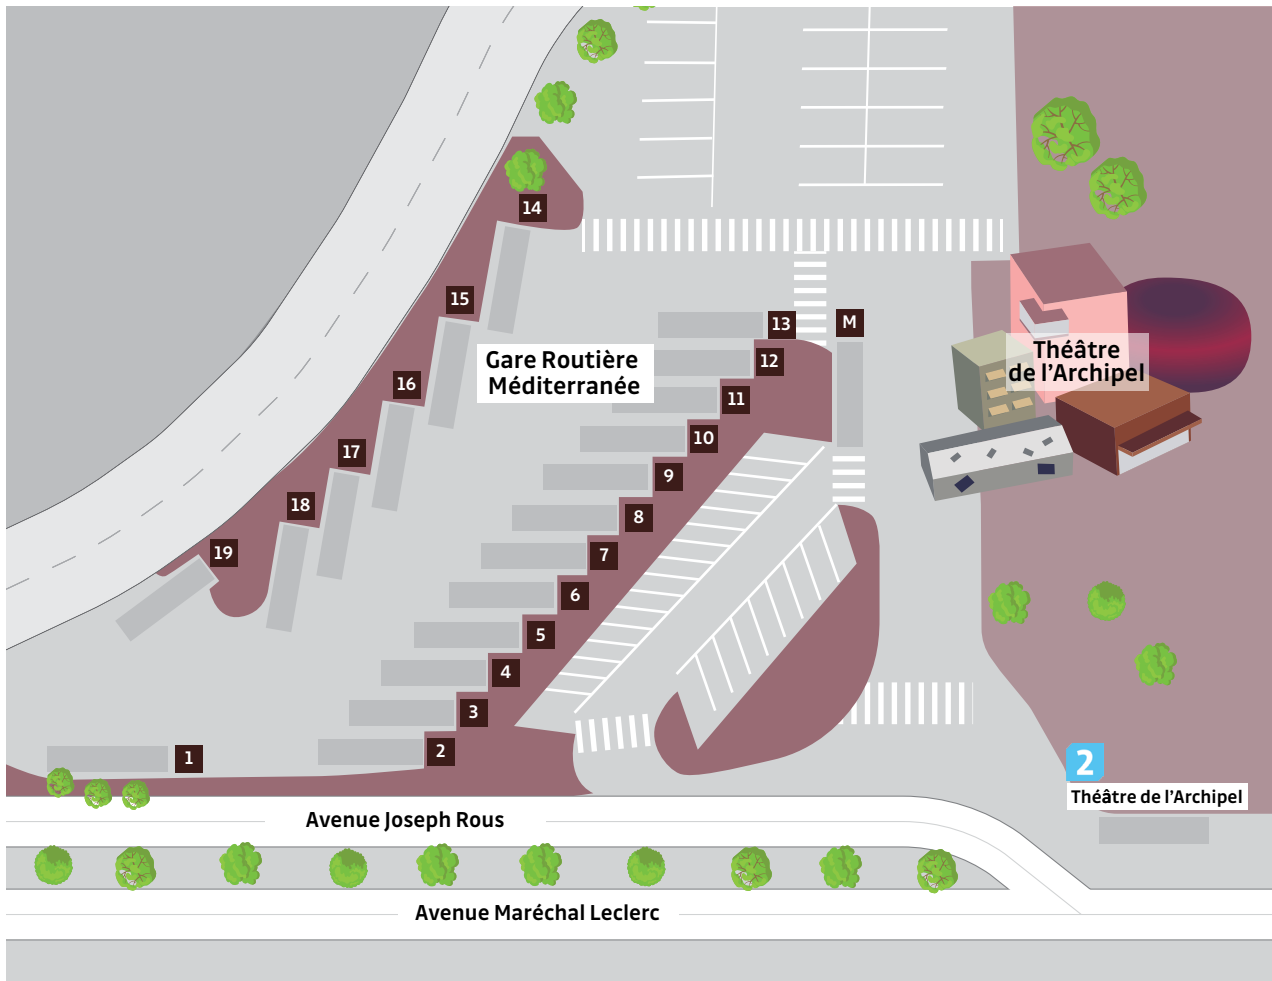 14
15
13
M
Gare Routière
Méditerranée
12
Théâtre
de l'Archipel
16
11
10
17
9
18
8
19
7
6
5
4
3
2
1
2
Théâtre de l'Archipel
Avenue Joseph Rous
Avenue Maréchal Leclerc